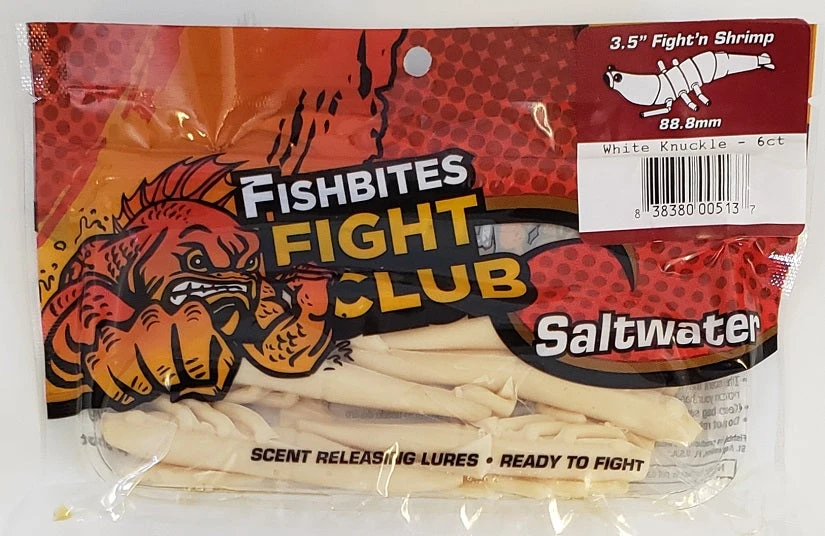 3.5” Fight'n Shrimp
88.8mm
White Knuckle - 6ct
8 38380 00513 7
FISHBITES
FIGHT
CLUB
Saltwater
SCENT RELEASING LURES • READY TO FIGHT